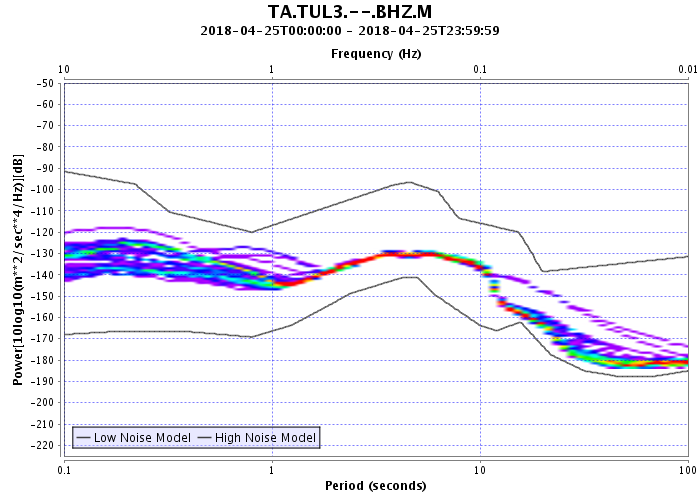 TA.TUL3.--.BHZ.M
2018-04-25T00:00:00 - 2018-04-25T23:59:59
Frequency (Hz)
10 1 0.1 0.01
-50
-60
-70
-80
-90
-100
-110
-120
-130
-140
-150
-160
-170
-180
-190
-200
-210
-220
Power[10log10(m**2/sec**4/Hz)][dB]
Low Noise Model High Noise Model
0.1 1 10 100
Period (seconds)